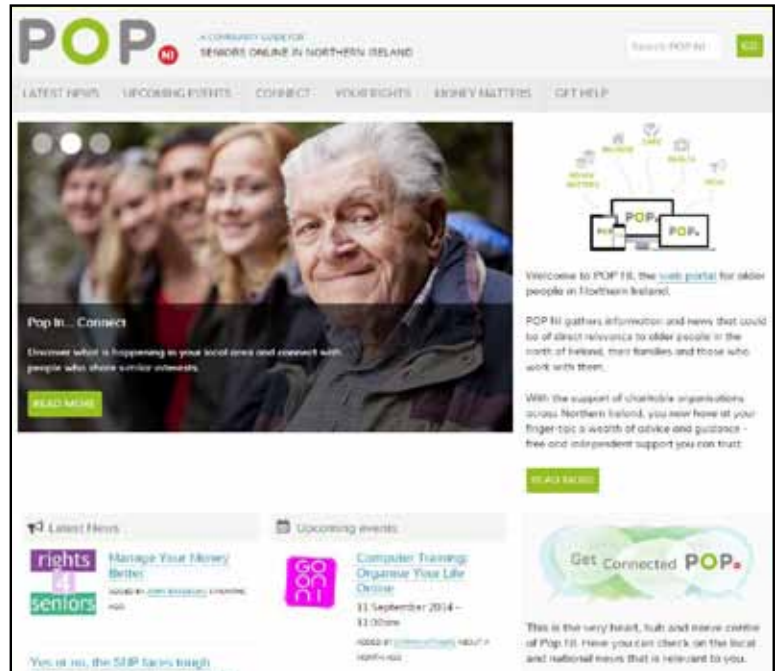 POP. NI
A COMMUNITY GUIDE FOR
SENIORS ONLINE IN NORTHERN IRELAND
Search POP NI
GO
LATEST NEWS UPCOMING EVENTS CONNECT YOUR RIGHTS MONEY MATTERS GET HELP
Pop In... Connect
Discover what is happening in your local area and connect with
people who share similar interests.
READ MORE
MONEY
MATTERS
POP.
Welcome to POP NI, the web portal for older
people in Northern Ireland.
POP NI gathers information and news that could
be of direct relevance to older people in the
north of Ireland, their families and those who
work with them.
With the support of charitable organisations
across Northern Ireland, you now have at your
finger-tips a wealth of advice and guidance -
free and independent support you can trust.
READ MORE
Latest News
rights
4
seniors
Manage Your Money
Better
ADDED BY
AGO
Yes or no, the SNP faces tough
Upcoming events
GO
ON
NI
Computer Training:
Organise Your Life
Online
11 September 2014 -
11:00am
ADDED BY ABOUT A
MONTH AGO
Get Connected POP.
This is the very heart, hub and nerve centre
of Pop NI. Here you can check on the local
and national news that is relevant to you.